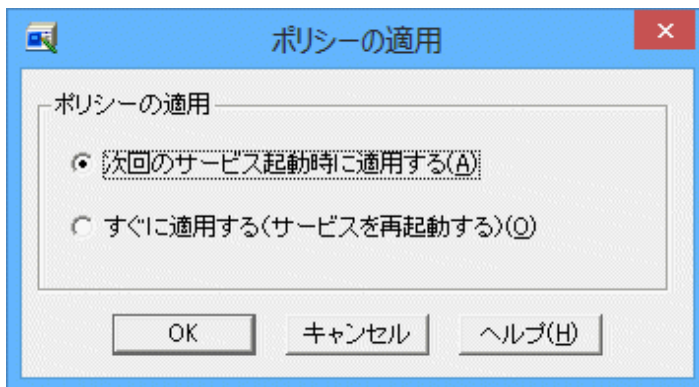 ポリシーの適用
ポリシーの適用
次回のサービス起動時に適用する(A)
すぐに適用する(サービスを再起動する)(O)
OK キャンセル ヘルプ(H)